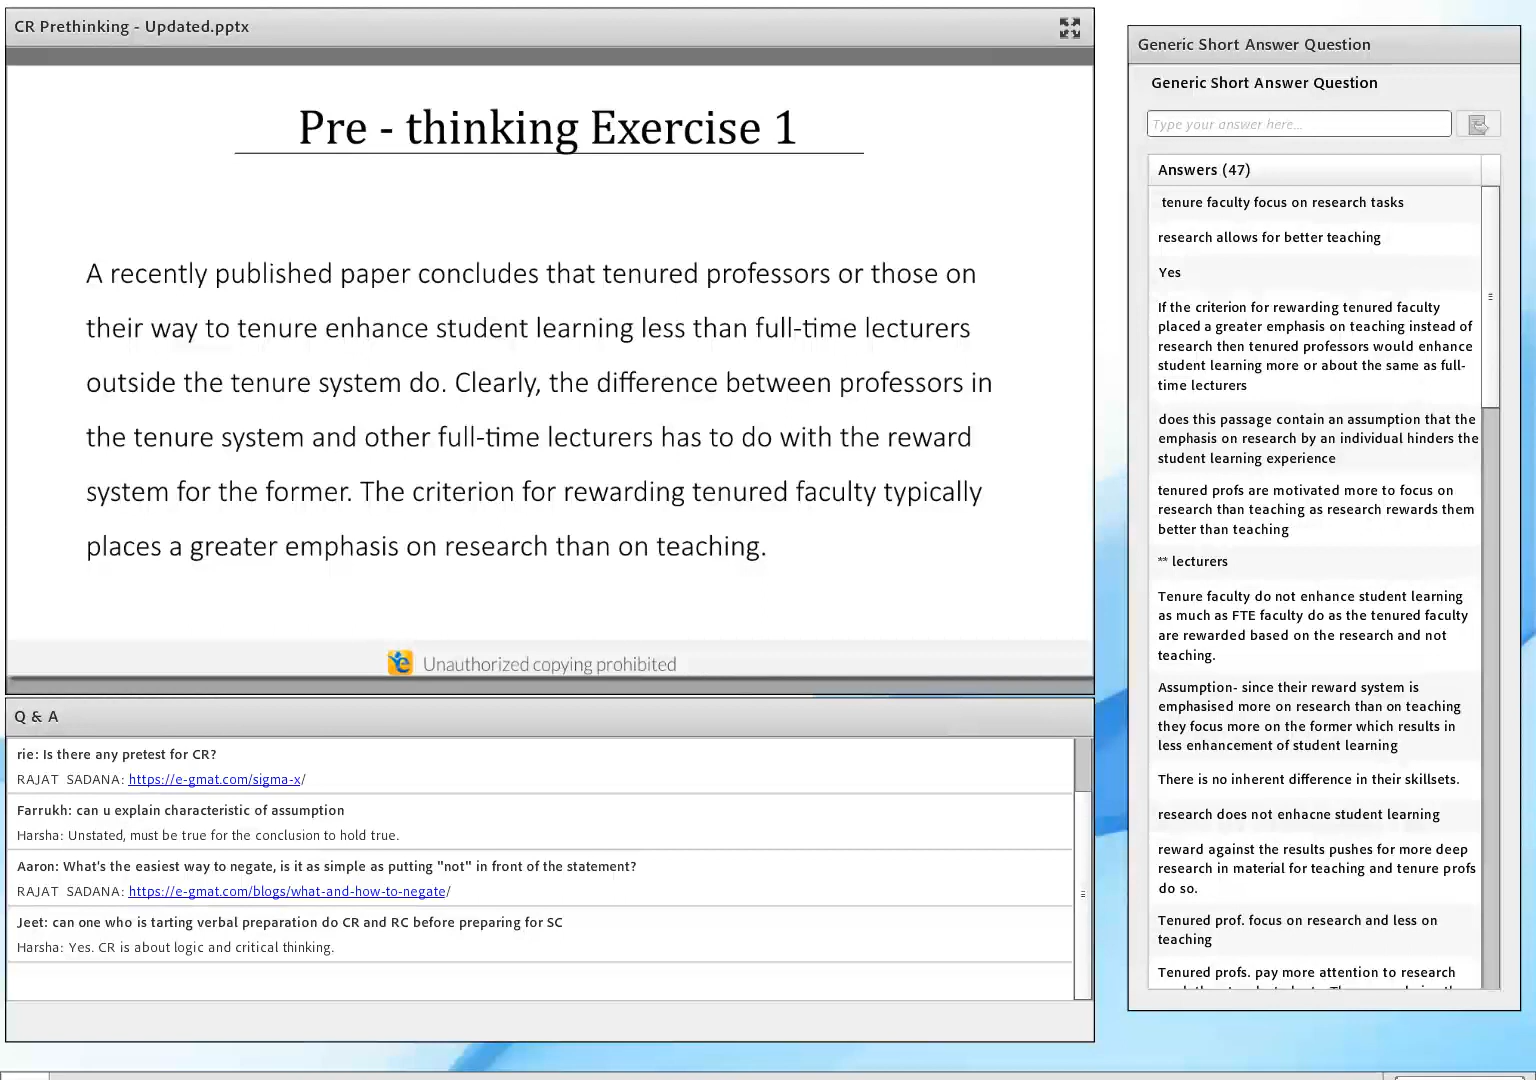 CR Prethinking - Updated.pptx
Pre - thinking Exercise 1
A recently published paper concludes that tenured professors or those on
their way to tenure enhance student learning less than full-time lecturers
outside the tenure system do. Clearly, the difference between professors in
the tenure system and other full-time lecturers has to do with the reward
system for the former. The criterion for rewarding tenured faculty typically
places a greater emphasis on research than on teaching.
Unauthorized copying prohibited
Q & A
rie: Is there any pretest for CR?
RAJAT SADANA: https://e-gmat.com/sigma-x/
Farrukh: can u explain characteristic of assumption
Harsha: Unstated, must be true for the conclusion to hold true.
Aaron: What's the easiest way to negate, is it as simple as putting "not" in front of the statement?
RAJAT SADANA: https://e-gmat.com/blogs/what-and-how-to-negate/
Jeet: can one who is tarting verbal preparation do CR and RC before preparing for SC
Harsha: Yes. CR is about logic and critical thinking.
Generic Short Answer Question
Generic Short Answer Question
Type your answer here...
Answers (47)
tenure faculty focus on research tasks
research allows for better teaching
Yes
If the criterion for rewarding tenured faculty
placed a greater emphasis on teaching instead of
research then tenured professors would enhance
student learning more or about the same as full-
time lecturers
does this passage contain an assumption that the
emphasis on research by an individual hinders the
student learning experience
tenured profs are motivated more to focus on
research than teaching as research rewards them
better than teaching
** lecturers
Tenure faculty do not enhance student learning
as much as FTE faculty do as the tenured faculty
are rewarded based on the research and not
teaching.
Assumption- since their reward system is
emphasised more on research than on teaching
they focus more on the former which results in
less enhancement of student learning
There is no inherent difference in their skillsets.
research does not enhacne student learning
reward against the results pushes for more deep
research in material for teaching and tenure profs
do so.
Tenured prof. focus on research and less on
teaching
Tenured profs. pay more attention to research